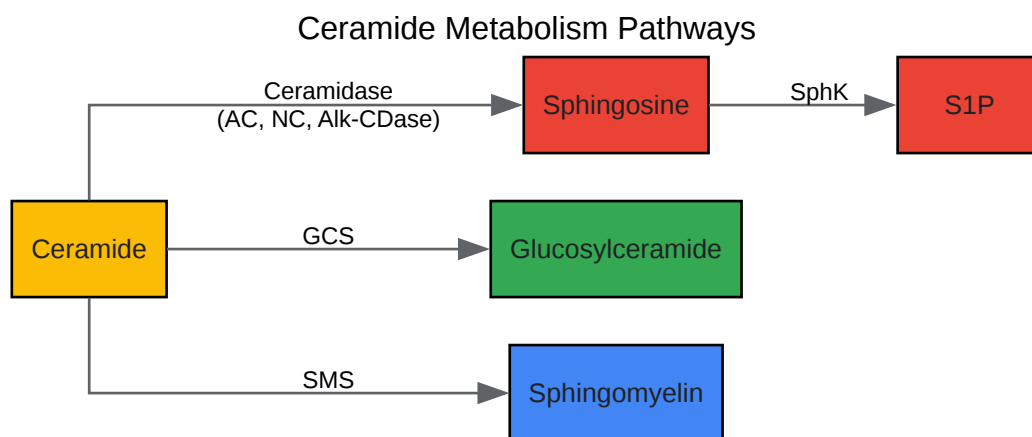 Ceramide Metabolism Pathways
Ceramidase
(AC, NC, Alk-CDase)
Sphingosine
SphK
S1P
Ceramide
GCS
Glucosylceramide
SMS
Sphingomyelin